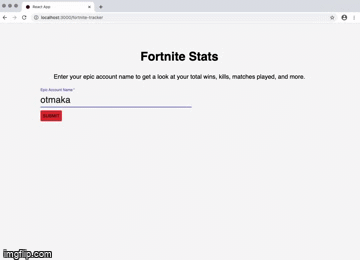 React App
localhost:3000/fortnite-tracker
Fortnite Stats
Enter your epic account name to get a look at your total wins, kills, matches played, and more.
Epic Account Name *
otmaka
SUBMIT
imgflip.com